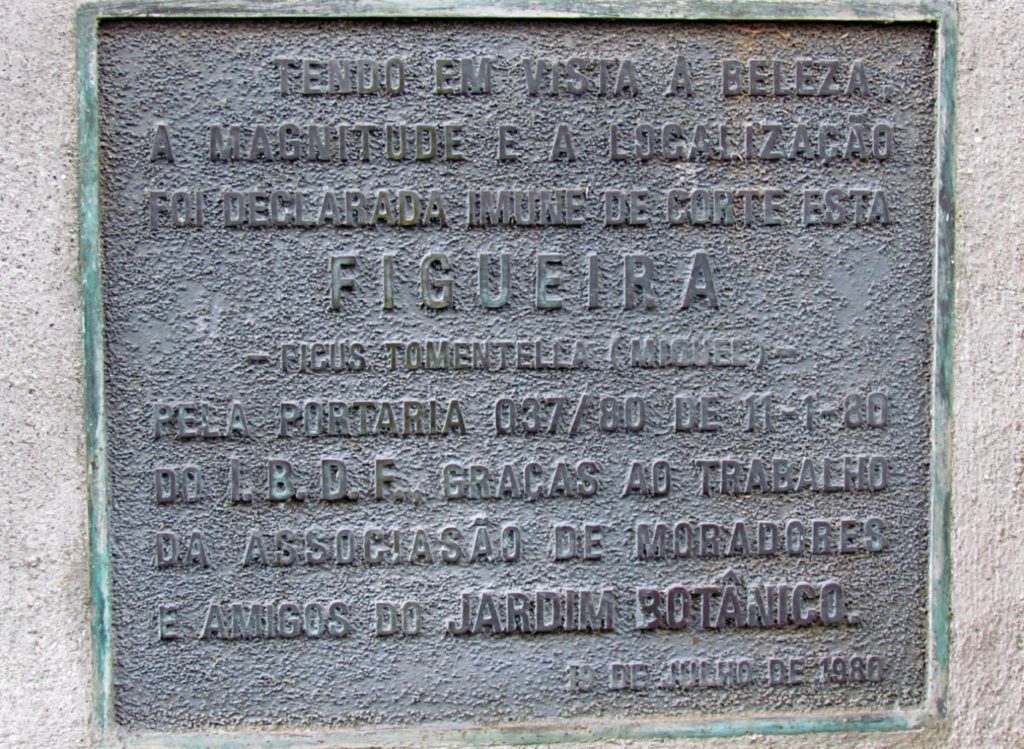 TENDO EM VISTA A BELEZA,
A MAGNITUDE E A LOCALIZAÇÃO
FOI DECLARADA IMUNE DE CORTE ESTA
FIGUEIRA
- FICUS TOMENTELLA (MIQUEL) -
PELA PORTARIA 037/80 DE 11-1-80
DO I.B.D.F., GRAÇAS AO TRABALHO
DA ASSOCIASÃO DE MORADORES
E AMIGOS DO JARDIM BOTÂNICO.
19 DE JULHO DE 1980